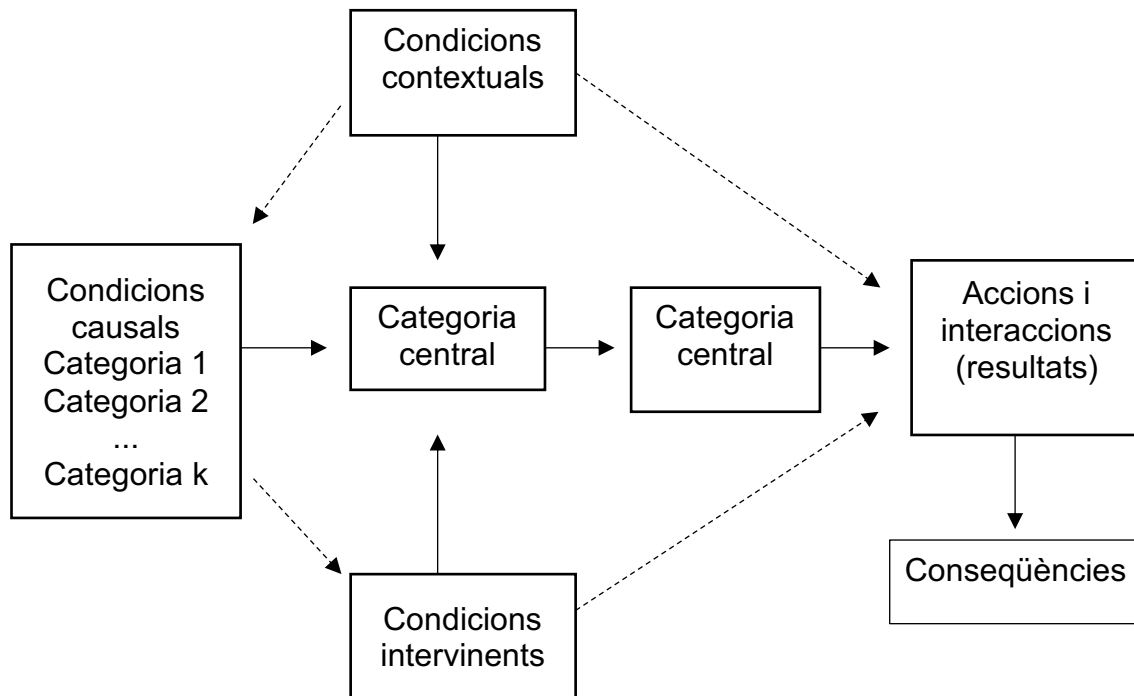 Condicions
contextuals
Condicions
causals
Categoria 1
Categoria 2
...
Categoria k
Categoria
central
Categoria
central
Accions i
interaccions
(resultats)
Conseqüències
Condicions
intervinents